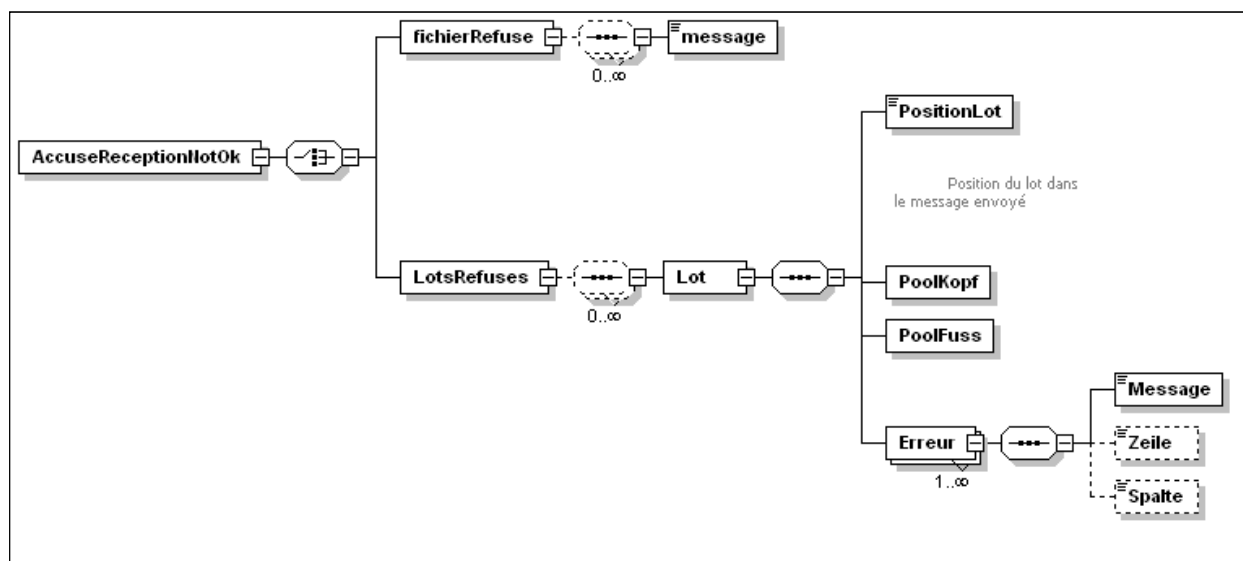 fichierRefuse
message
0..∞
PositionLot
AccuseReceptionNotOk
Position du lot dans
le message envoyé
LotsRefuses
Lot
0..∞
PoolKopf
PoolFuss
Erreur
1..∞
Message
Zeile
Spalte